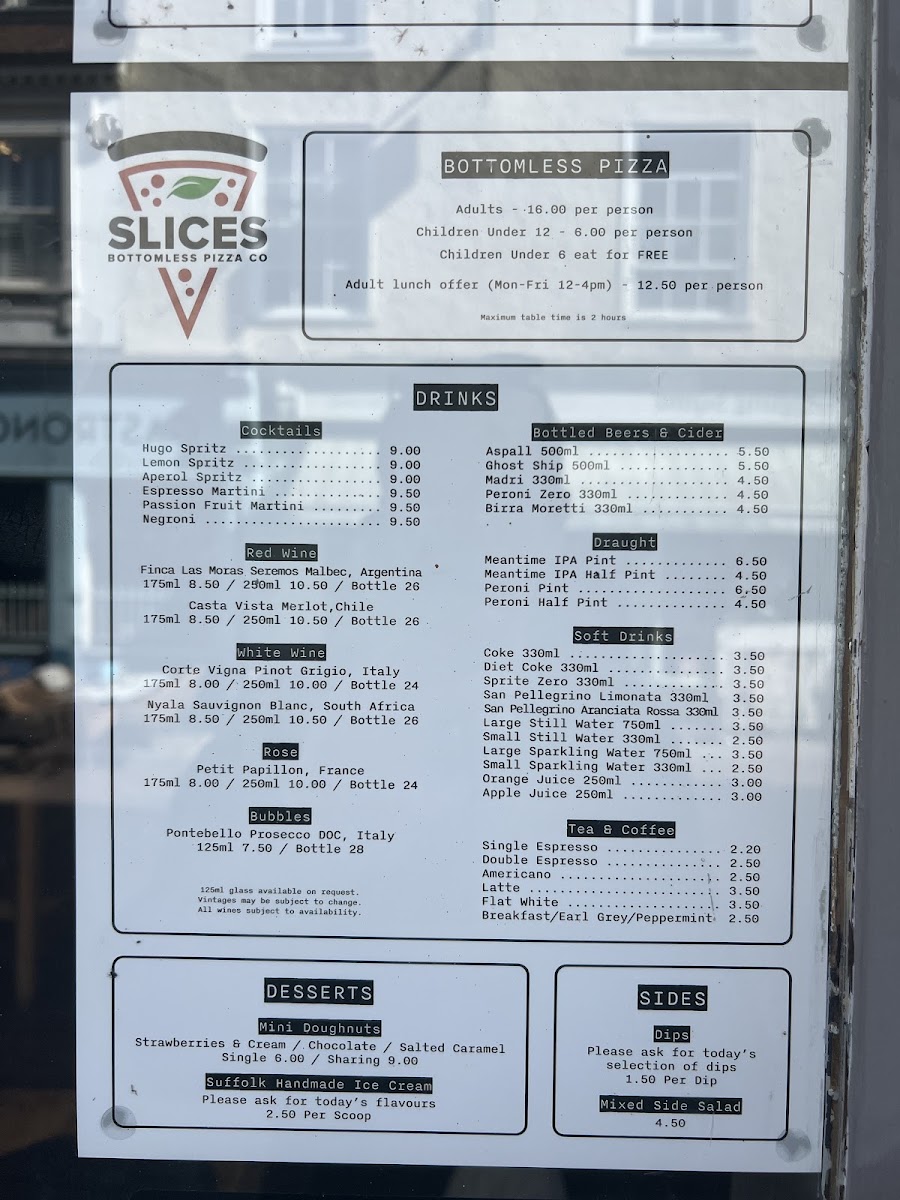 SLICES
BOTTOMLESS PIZZA CO
BOTTOMLESS PIZZA
Adults - 16.00 per person
Children Under 12 - 6.00 per person
Children Under 6 eat for FREE
Adult lunch offer (Mon-Fri 12-4pm) - 12.50 per person
Maximum table time is 2 hours
DRINKS
Cocktails
Hugo Spritz .................. 9.00
Lemon Spritz ................. 9.00
Aperol Spritz ................ 9.00
Espresso Martini ............. 9.50
Passion Fruit Martini ........ 9.50
Negroni ...................... 9.50
Red Wine
Finca Las Moras Seremos Malbec, Argentina
175ml 8.50 / 250ml 10.50 / Bottle 26
Casta Vista Merlot,Chile
175ml 8.50 / 250ml 10.50 / Bottle 26
White Wine
Corte Vigna Pinot Grigio, Italy
175ml 8.00 / 250ml 10.00 / Bottle 24
Nyala Sauvignon Blanc, South Africa
175ml 8.50 / 250ml 10.50 / Bottle 26
Rose
Petit Papillon, France
175ml 8.00 / 250ml 10.00 / Bottle 24
Bubbles
Pontebello Prosecco DOC, Italy
125ml 7.50 / Bottle 28
125ml glass available on request.
Vintages may be subject to change.
All wines subject to availability.
Bottled Beers & Cider
Aspall 500ml .................. 5.50
Ghost Ship 500ml .............. 5.50
Madri 330ml ................... 4.50
Peroni Zero 330ml ............. 4.50
Birra Moretti 330ml ........... 4.50
Draught
Meantime IPA Pint ............. 6.50
Meantime IPA Half Pint ........ 4.50
Peroni Pint ................... 6.50
Peroni Half Pint .............. 4.50
Soft Drinks
Coke 330ml .................... 3.50
Diet Coke 330ml ............... 3.50
Sprite Zero 330ml ............. 3.50
San Pellegrino Limonata 330ml 3.50
San Pellegrino Aranciata Rossa 330ml 3.50
Large Still Water 750ml ....... 3.50
Small Still Water 330ml ....... 2.50
Large Sparkling Water 750ml ... 3.50
Small Sparkling Water 330ml ... 2.50
Orange Juice 250ml ............ 3.00
Apple Juice 250ml ............. 3.00
Tea & Coffee
Single Espresso ............... 2.20
Double Espresso ............... 2.50
Americano ..................... 2.50
Latte ......................... 3.50
Flat White .................... 3.50
Breakfast/Earl Grey/Peppermint 2.50
DESSERTS
Mini Doughnuts
Strawberries & Cream / Chocolate / Salted Caramel
Single 6.00 / Sharing 9.00
Suffolk Handmade Ice Cream
Please ask for today's flavours
2.50 Per Scoop
SIDES
Dips
Please ask for today's
selection of dips
1.50 Per Dip
Mixed Side Salad
4.50